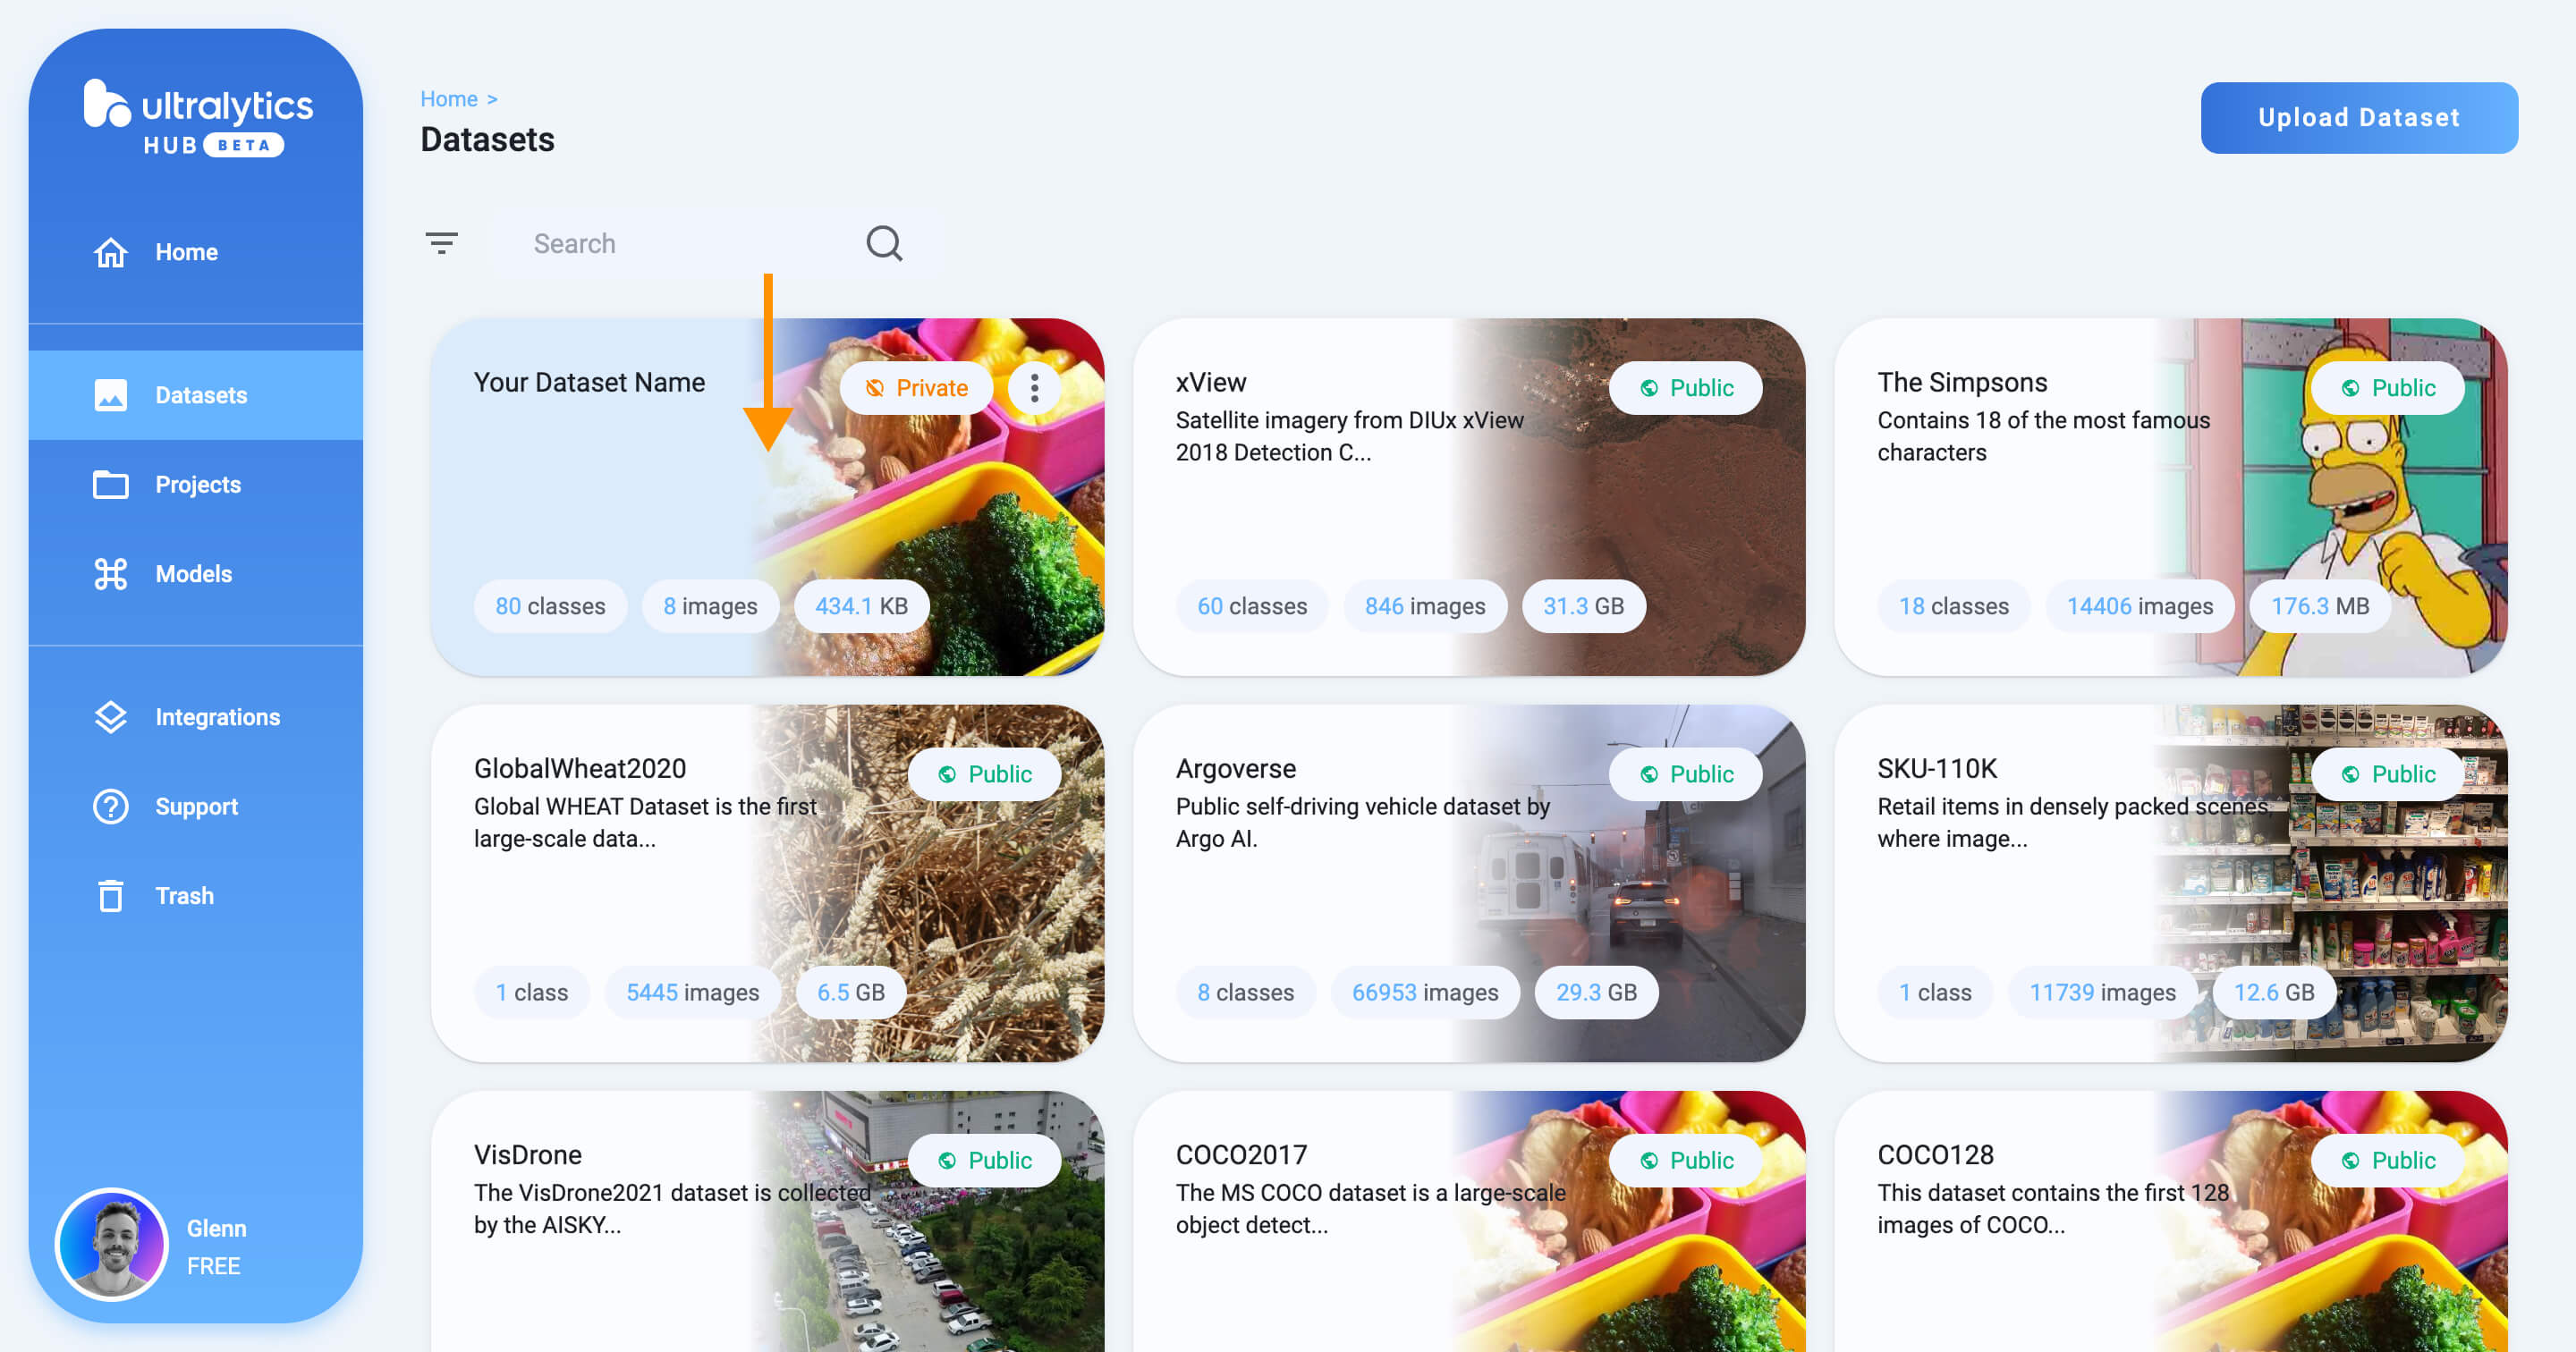 ultralytics
HUB BETA
Home
Datasets
Projects
Models
Integrations
Support
Trash
Glenn
FREE
Home >
Datasets
Upload Dataset
Search
Your Dataset Name
Private
80 classes 8 images 434.1 KB
xView
Public
Satellite imagery from DIUx xView
2018 Detection C...
60 classes 846 images 31.3 GB
The Simpsons
Public
Contains 18 of the most famous
characters
18 classes 14406 images 176.3 MB
GlobalWheat2020
Public
Global WHEAT Dataset is the first
large-scale data...
1 class 5445 images 6.5 GB
Argoverse
Public
Public self-driving vehicle dataset by
Argo AI.
8 classes 66953 images 29.3 GB
SKU-110K
Public
Retail items in densely packed scenes,
where image...
1 class 11739 images 12.6 GB
VisDrone
Public
The VisDrone2021 dataset is collected
by the AISKY...
COCO2017
Public
The MS COCO dataset is a large-scale
object detect...
COCO128
Public
This dataset contains the first 128
images of COCO...